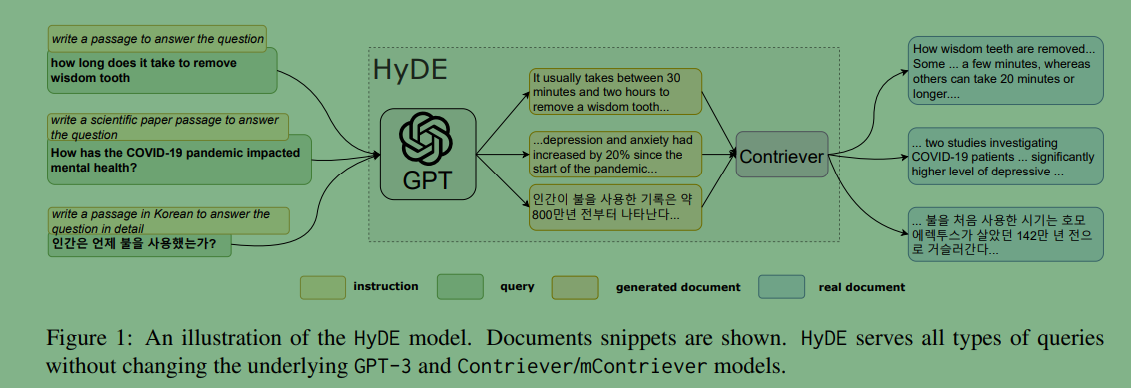 write a passage to answer the question
how long does it take to remove
wisdom tooth
write a scientific paper passage to answer
the question
How has the COVID-19 pandemic impacted
mental health?
write a passage in Korean to answer the
question in detail
인간은 언제 불을 사용했는가?
HyDE
GPT
It usually takes between 30
minutes and two hours to
remove a wisdom tooth...
...depression and anxiety had
increased by 20% since the
start of the pandemic...
인간이 불을 사용한 기록은 약
800만년 전부터 나타난다...
Contriever
How wisdom teeth are removed...
Some ... a few minutes, whereas
others can take 20 minutes or
longer....
... two studies investigating
COVID-19 patients ... significantly
higher level of depressive ...
... 불을 처음 사용한 시기는 호모
에렉투스가 살았던 142만 년 전으
로 거슬러간다...
instruction
query
generated document
real document
Figure 1: An illustration of the HyDE model. Documents snippets are shown. HyDE serves all types of queries
without changing the underlying GPT-3 and Contriever/mContriever models.